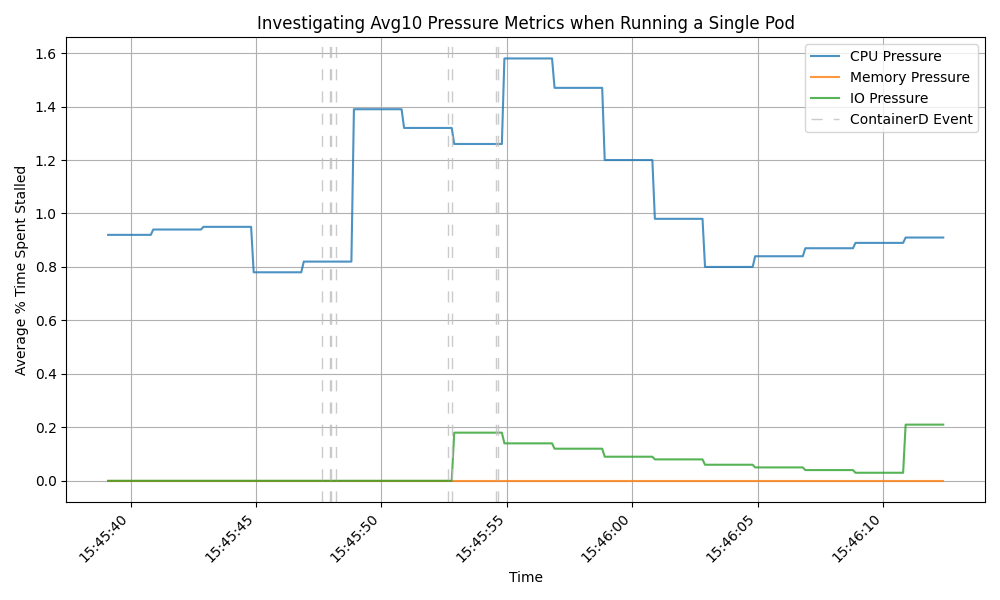 Investigating Avg10 Pressure Metrics when Running a Single Pod
CPU Pressure
Memory Pressure
IO Pressure
ContainerD Event
Average % Time Spent Stalled
1.6
1.4
1.2
1.0
0.8
0.6
0.4
0.2
0.0
15:45:40
15:45:45
15:45:50
15:45:55
15:46:00
15:46:05
15:46:10
Time